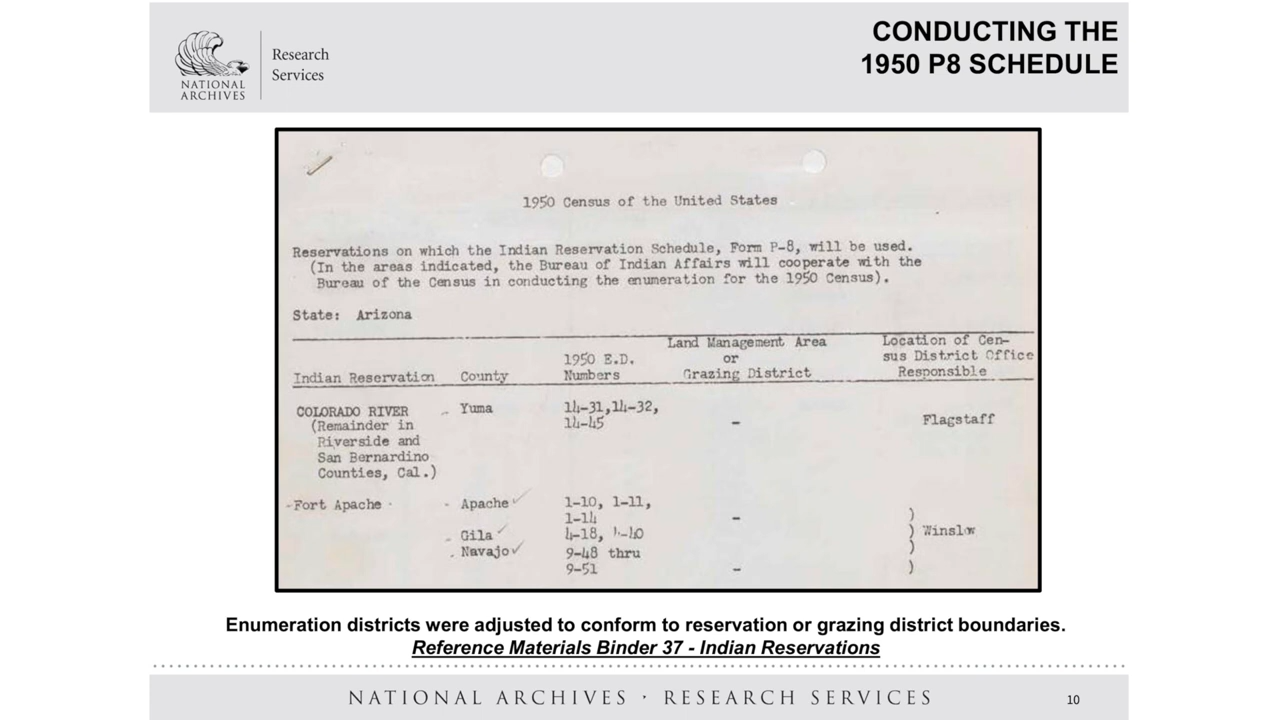 NATIONAL
ARCHIVES
Research
Services
CONDUCTING THE
1950 P8 SCHEDULE
1950 Census of the United States
Reservations on which the Indian Reservation Schedule, Form P-8, will be used.
(In the areas indicated, the Bureau of Indian Affairs will cooperate with the
Bureau of the Census in conducting the enumeration for the 1950 Census).
State: Arizona
Indian Reservation County 1950 E.D. Numbers Land Management Area or Grazing District Location of Cen-
sus District Office
Responsible
COLORADO RIVER - Yuma 14-31,14-32, Flagstaff
(Remainder in 14-45 -
Riverside and
San Bernardino
Counties, Cal.)
-Fort Apache - - Apache ✓ 1-10, 1-11, )
1-14 -
- Gila ✓ 4-18, 4-40 ) Winslow
. Navajo ✓ 9-48 thru )
9-51 - )
Enumeration districts were adjusted to conform to reservation or grazing district boundaries.
Reference Materials Binder 37 - Indian Reservations
NATIONAL ARCHIVES · RESEARCH SERVICES
10